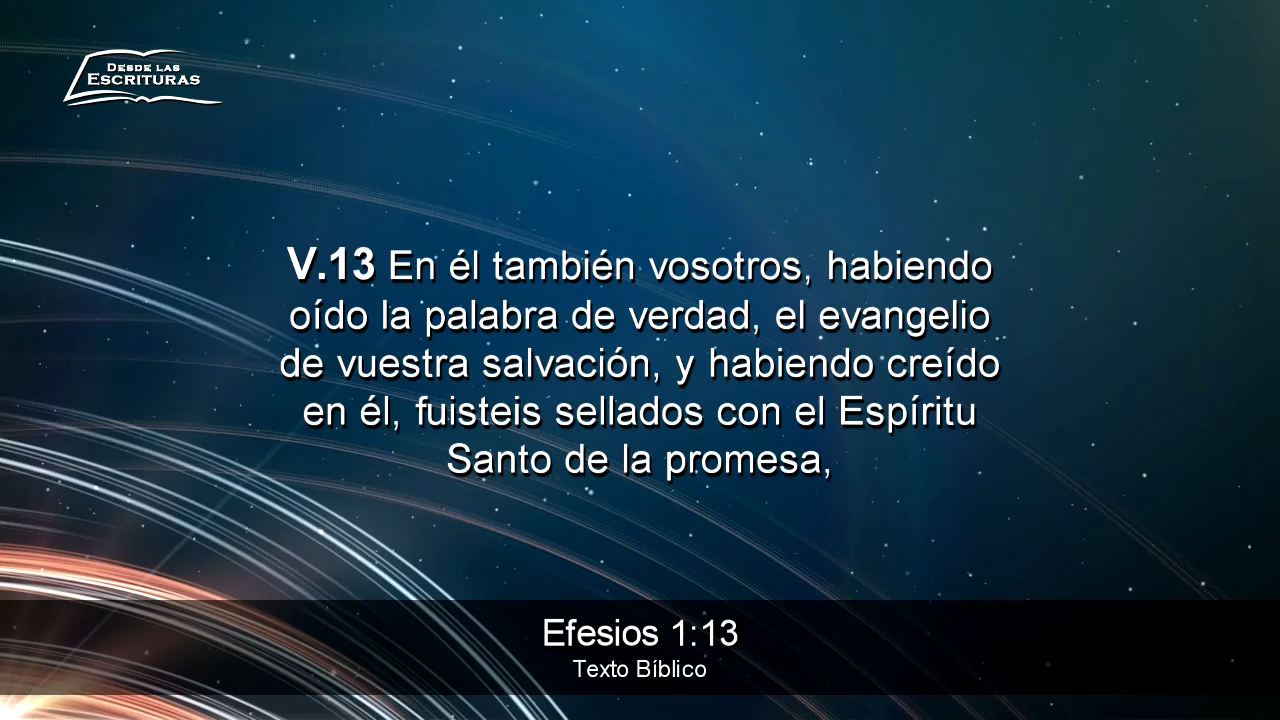 DESDE LAS
ESCRITURAS
V.13 En él también vosotros, habiendo
oído la palabra de verdad, el evangelio
de vuestra salvación, y habiendo creído
en él, fuisteis sellados con el Espíritu
Santo de la promesa,
Efesios 1:13
Texto Bíblico